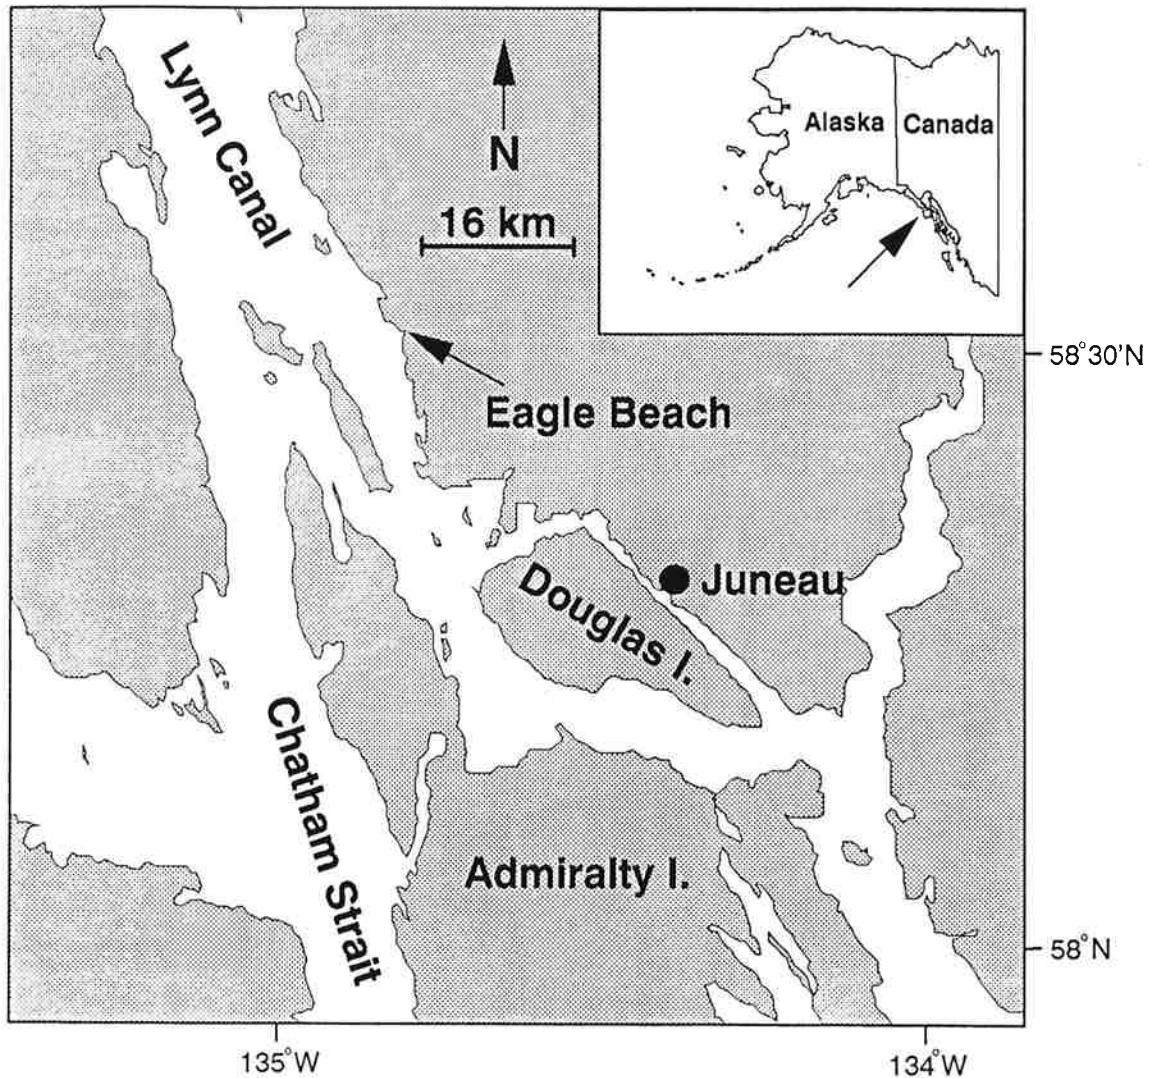 Lynn Canal
N
16 km
Alaska
Canada
58°30'N
Eagle Beach
Juneau
Douglas I.
Chatham Strait
Admiralty I.
58°N
135°W
134°W